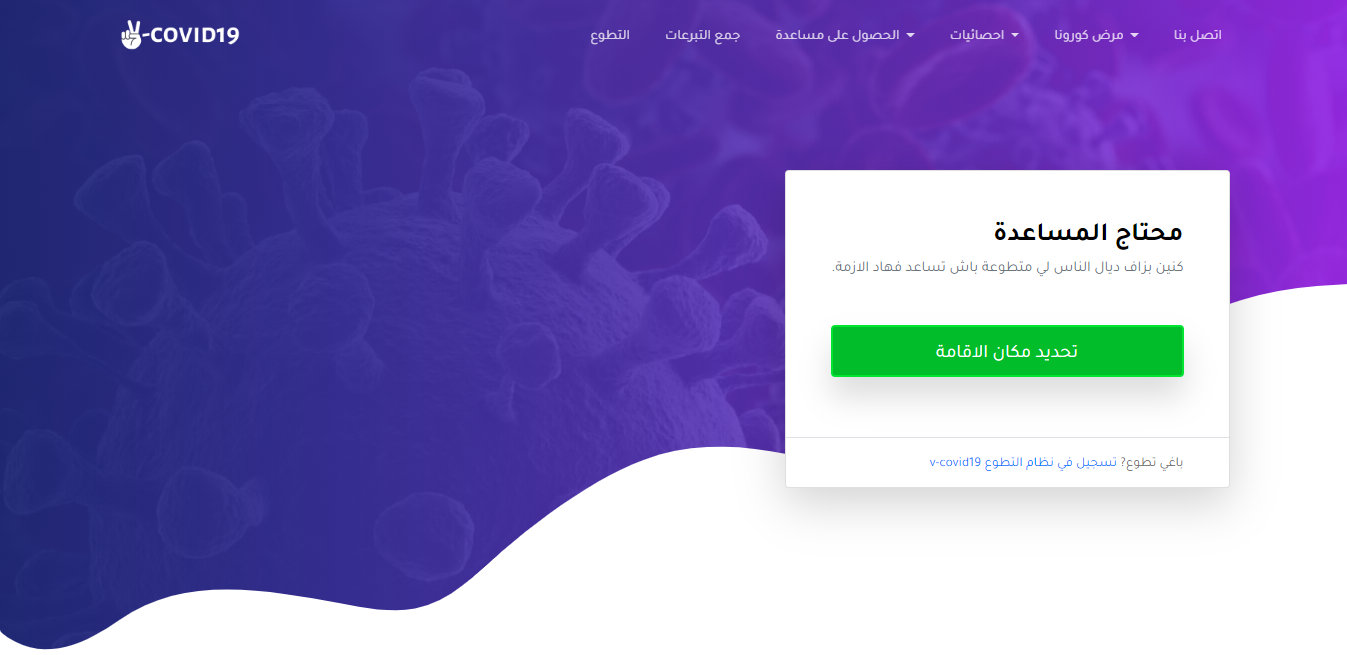 -COVID19
اتصل بنا
مرض كورونا
احصائيات
الحصول على مساعدة
جمع التبرعات
التطوع
محتاج المساعدة
كنين بزاف ديال الناس لي متطوعة باش تساعد فهاد الازمة.
تحديد مكان الاقامة
باغي تطوع? تسجيل في نظام التطوع v-covid19